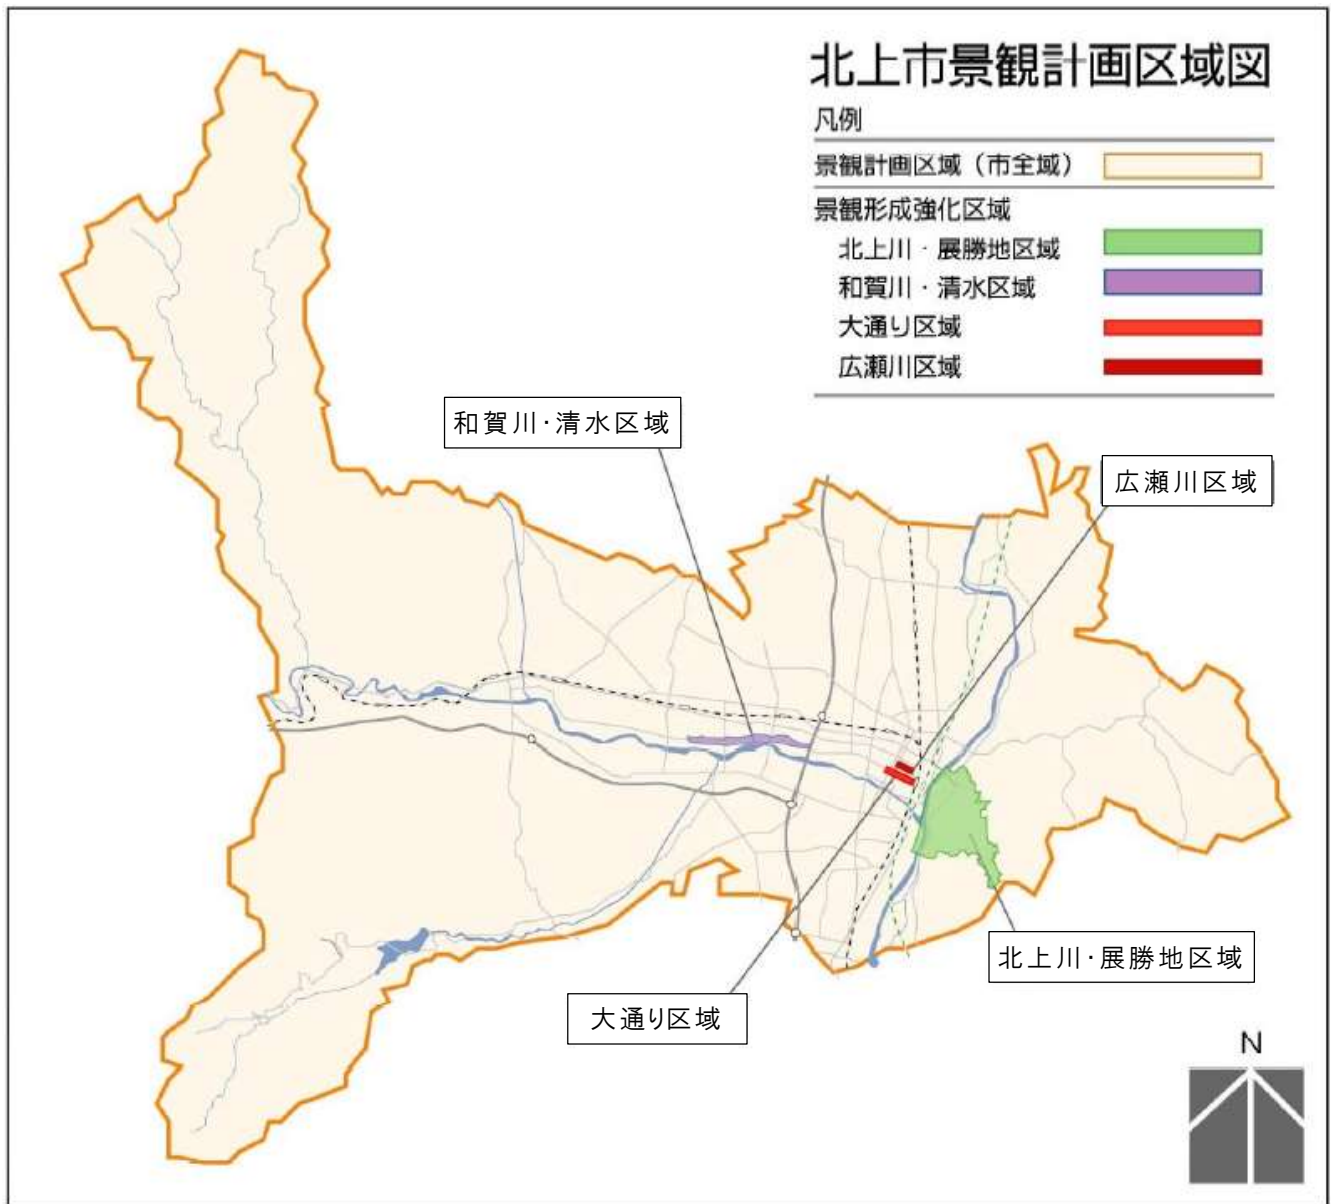 北上市景観計画区域図
凡例
景観計画区域（市全域）
景観形成強化区域
北上川・展勝地区域
和賀川・清水区域
大通り区域
広瀬川区域
和賀川・清水区域
広瀬川区域
北上川・展勝地区域
大通り区域
N